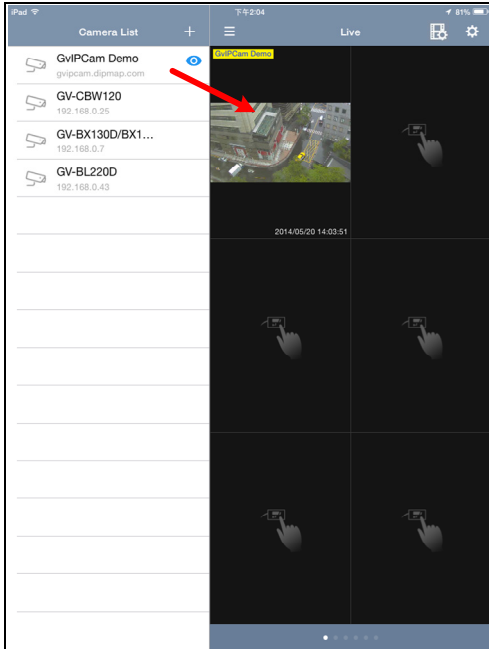 iPad 下午2:04 81%
Camera List + Live
GvIPCam Demo
gvipcam.dipmap.com
GV-CBW120
192.168.0.25
GV-BX130D/BX1...
192.168.0.7
GV-BL220D
192.168.0.43
GvIPCam Demo
2014/05/20 14:03:51